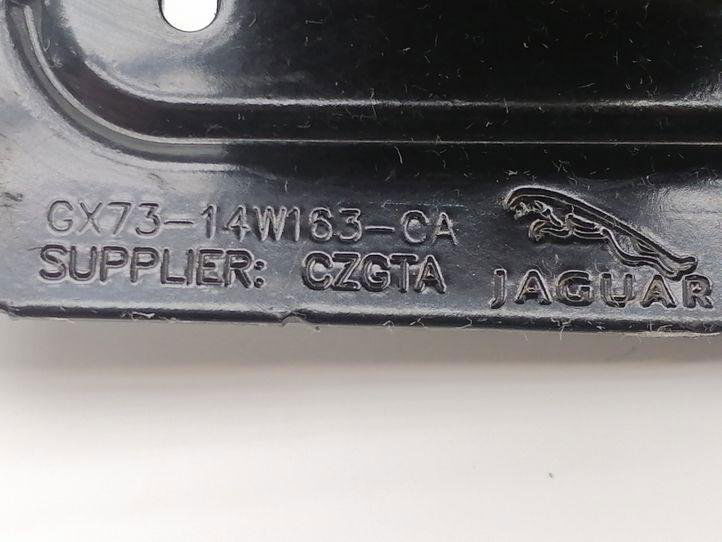 GX73-14W163-CA
SUPPLIER: CZGTA
JAGUAR